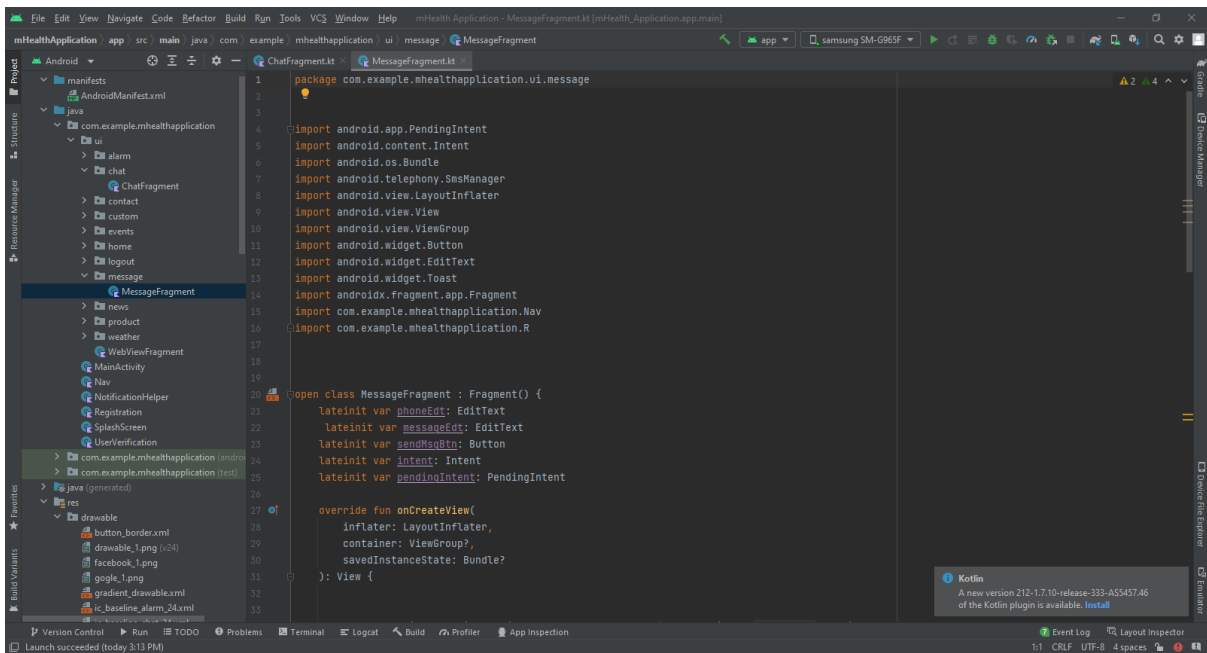 File Edit View Navigate Code Refactor Build Run Tools VCS Window Help mHealth Application - MessageFragment.kt [mHealth_Application.app.main]
mHealthApplication app src main java com example mhealthapplication ui message MessageFragment app samsung SM-G965F
Android ChatFragment.kt MessageFragment.kt
Project
Structure
Resource Manager
Favorites
Build Variants
manifests
AndroidManifest.xml
java
com.example.mhealthapplication
ui
alarm
chat
ChatFragment
contact
custom
events
home
logout
message
MessageFragment
news
product
weather
WebViewFragment
MainActivity
Nav
NotificationHelper
Registration
SplashScreen
UserVerification
com.example.mhealthapplication (androi
com.example.mhealthapplication (test)
java (generated)
res
drawable
button_border.xml
drawable_1.png (v24)
facebook_1.png
gogle_1.png
gradient_drawable.xml
ic_baseline_alarm_24.xml
1 package com.example.mhealthapplication.ui.message
2
3
4 import android.app.PendingIntent
5 import android.content.Intent
6 import android.os.Bundle
7 import android.telephony.SmsManager
8 import android.view.LayoutInflater
9 import android.view.View
10 import android.view.ViewGroup
11 import android.widget.Button
12 import android.widget.EditText
13 import android.widget.Toast
14 import androidx.fragment.app.Fragment
15 import com.example.mhealthapplication.Nav
16 import com.example.mhealthapplication.R
17
18
19
20 open class MessageFragment : Fragment() {
21 lateinit var phoneEdt: EditText
22 lateinit var messageEdt: EditText
23 lateinit var sendMsgBtn: Button
24 lateinit var intent: Intent
25 lateinit var pendingIntent: PendingIntent
26
27 override fun onCreateView(
28 inflater: LayoutInflater,
29 container: ViewGroup?,
30 savedInstanceState: Bundle?
31 ): View {
32
33
2 4
Gradle
Device Manager
Device File Explorer
Emulator
Kotlin
A new version 212-1.7.10-release-333-AS5457.46
of the Kotlin plugin is available. Install
Version Control Run TODO Problems Terminal Logcat Build Profiler App Inspection 7 Event Log Layout Inspector
Launch succeeded (today 3:13 PM) 1:1 CRLF UTF-8 4 spaces